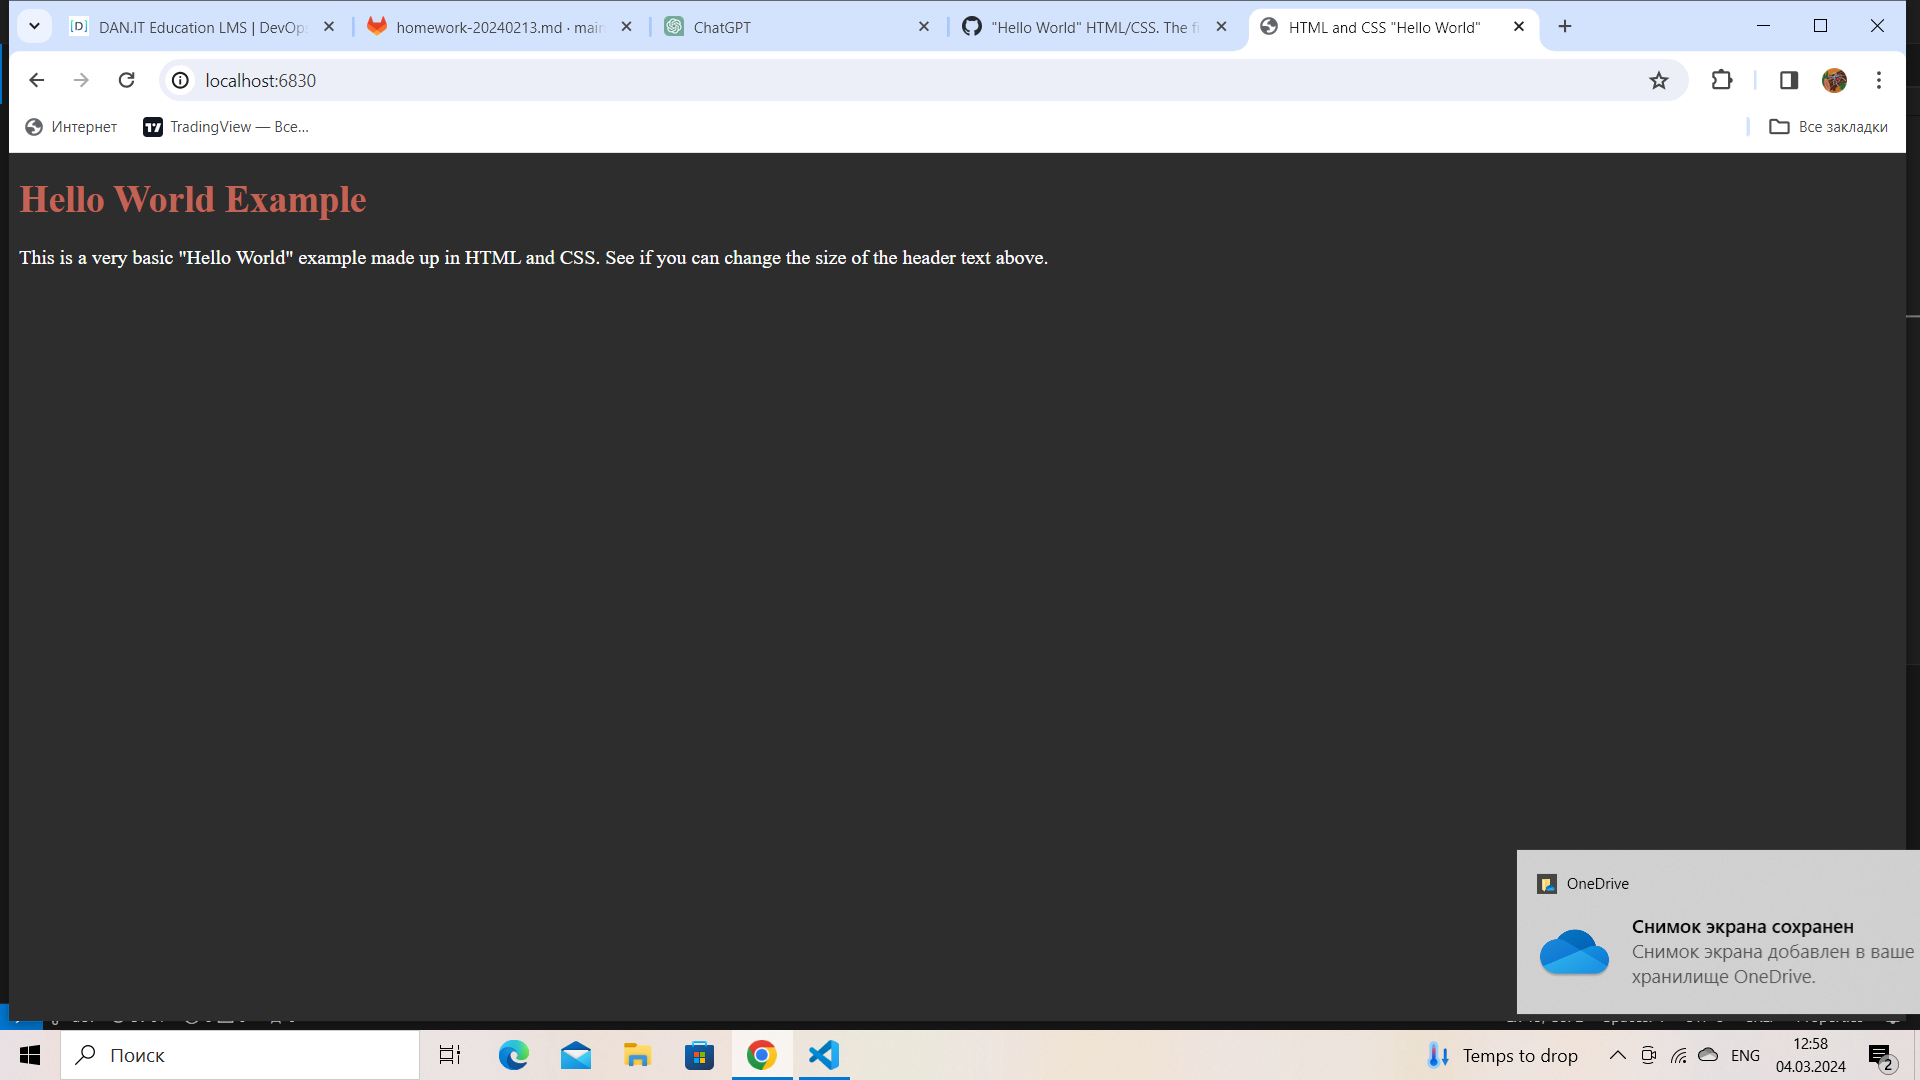 [D] DAN.IT Education LMS | DevOps
homework-20240213.md · main
ChatGPT
"Hello World" HTML/CSS. The fi
HTML and CSS "Hello World"
localhost:6830
Интернет
TradingView — Все...
Все закладки
Hello World Example
This is a very basic "Hello World" example made up in HTML and CSS. See if you can change the size of the header text above.
OneDrive
Снимок экрана сохранен
Снимок экрана добавлен в ваше
хранилище OneDrive.
Поиск
Temps to drop
ENG
12:58
04.03.2024
2